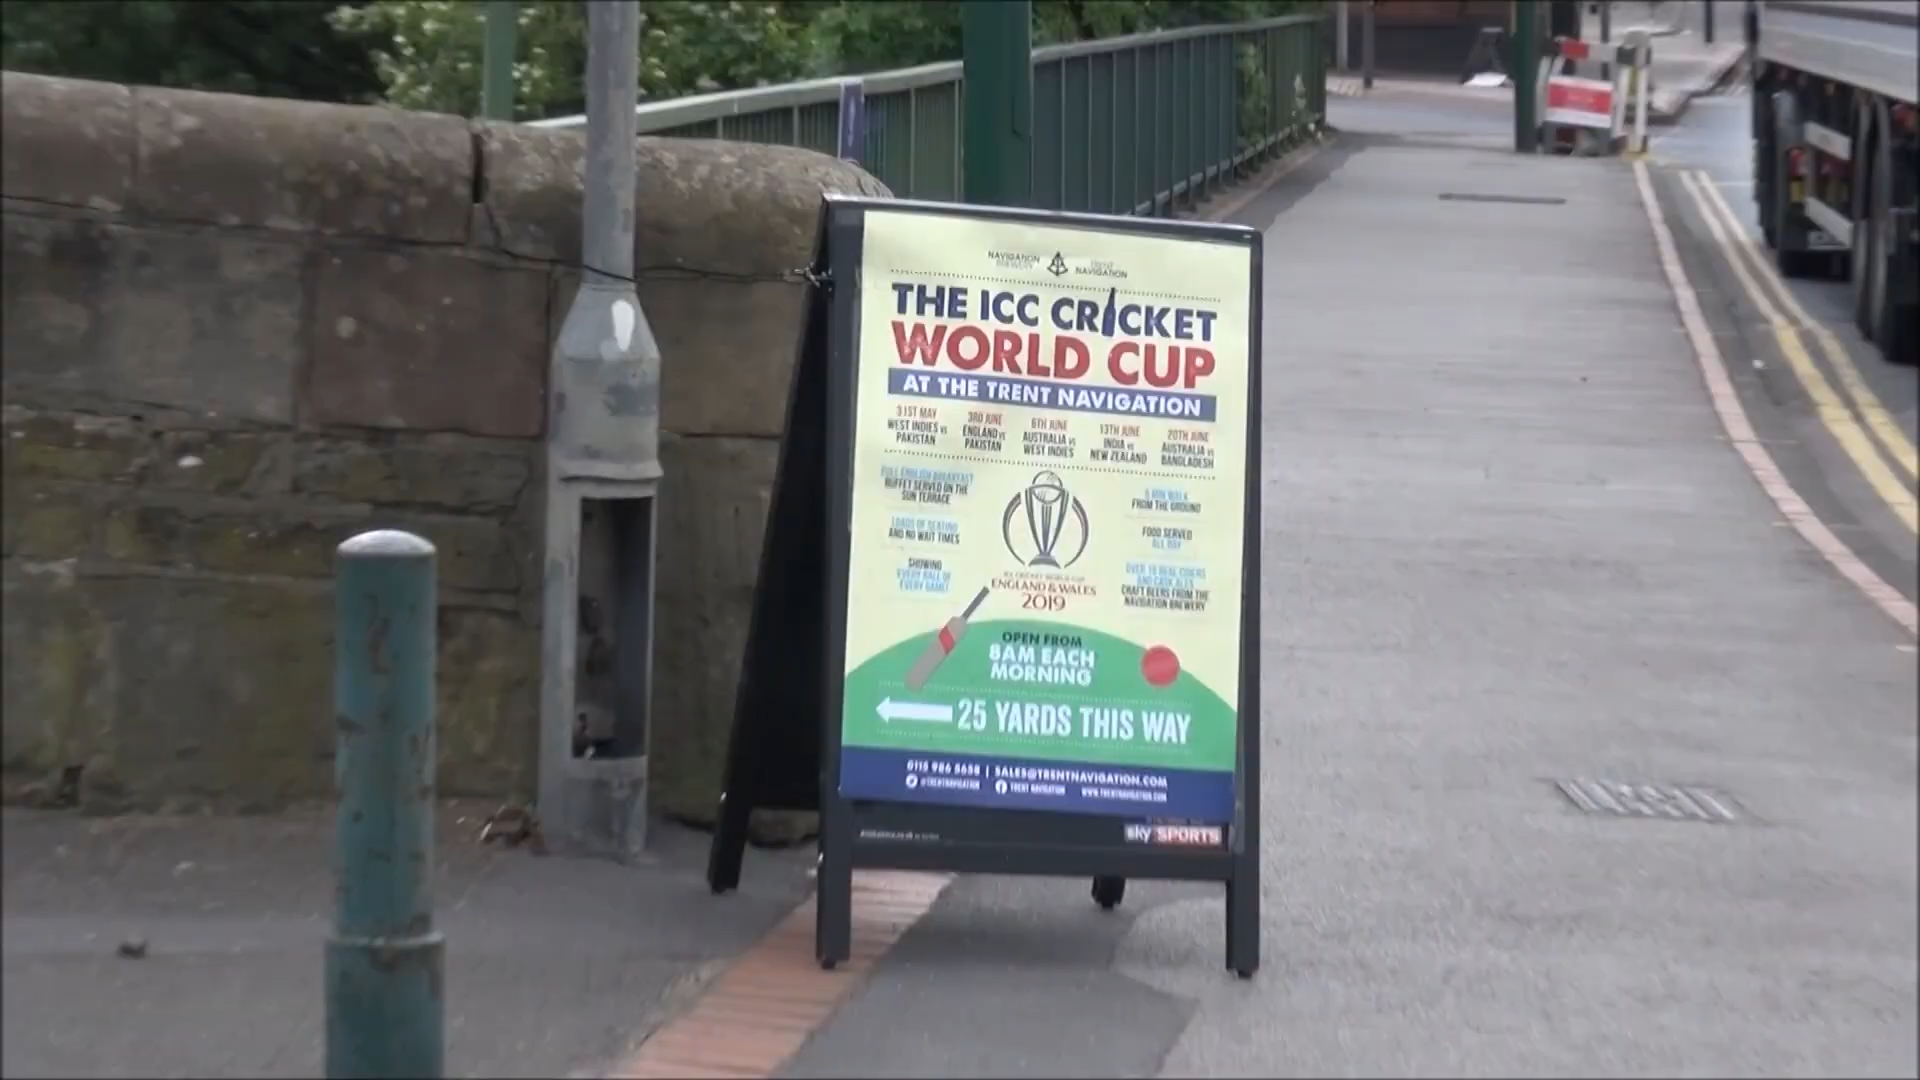 NAVIGATION
BREWERY
TRENT
NAVIGATION
THE ICC CRICKET
WORLD CUP
AT THE TRENT NAVIGATION
31ST MAY
WEST INDIES vs
PAKISTAN
3RD JUNE
ENGLAND vs
PAKISTAN
6TH JUNE
AUSTRALIA vs
WEST INDIES
13TH JUNE
INDIA vs
NEW ZEALAND
20TH JUNE
AUSTRALIA vs
BANGLADESH
FULL ENGLISH BREAKFAST
BUFFET SERVED ON THE
SUN TERRACE
LOADS OF SEATING
AND NO WAIT TIMES
SHOWING
EVERY BALL OF
EVERY GAME!
5 MIN WALK
FROM THE GROUND
FOOD SERVED
ALL DAY
OVER 10 REAL CIDERS
AND CASK ALES
CRAFT BEERS FROM THE
NAVIGATION BREWERY
ICC CRICKET WORLD CUP
ENGLAND & WALES
2019
OPEN FROM
8AM EACH
MORNING
25 YARDS THIS WAY
0115 986 5658 | SALES@TRENTNAVIGATION.COM
@TRENTNAVIGATION TRENT NAVIGATION WWW.TRENTNAVIGATION.COM
sky SPORTS